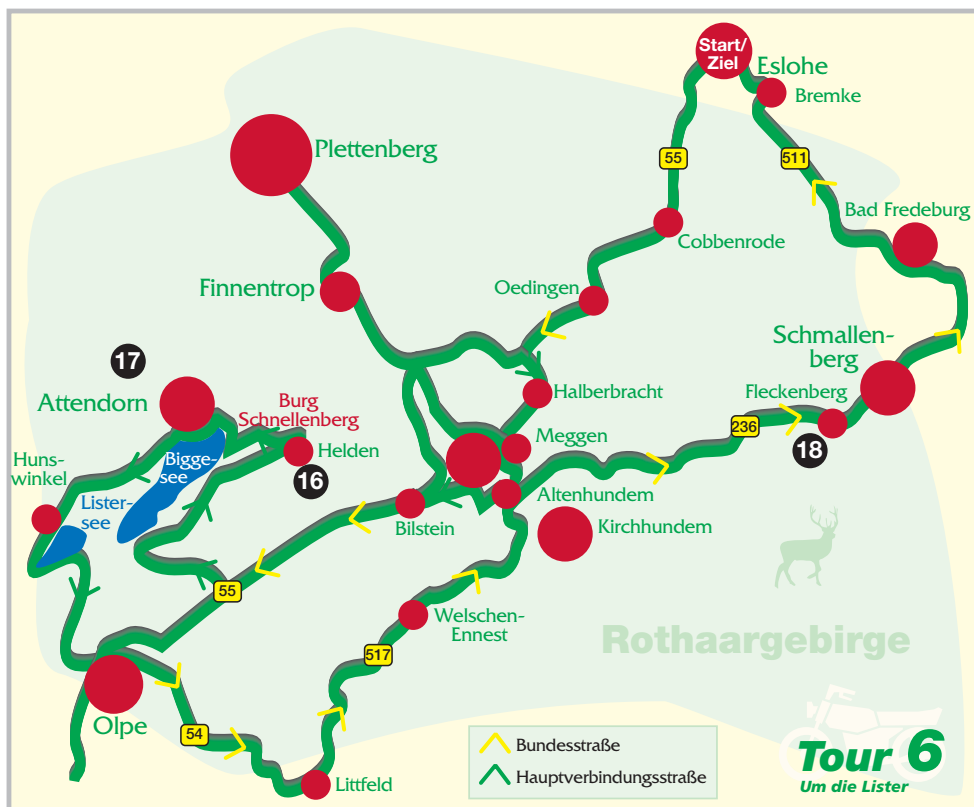 Start/
Ziel
Eslohe
Bremke
Plettenberg
55
511
Bad Fredeburg
Cobbenrode
Finnentrop
Oedingen
Schmallen-
berg
17
Attendorn
Burg
Schnellenberg
Halberbracht
Fleckenberg
236
18
Meggen
Helden
Huns-
winkel
Bigge-
see
16
Lister-
see
Altenhundem
Bilstein
Kirchhundem
55
Welschen-
Ennest
Rothaargebirge
517
Olpe
54
Littfeld
Bundesstraße
Hauptverbindungsstraße
Tour 6
Um die Lister